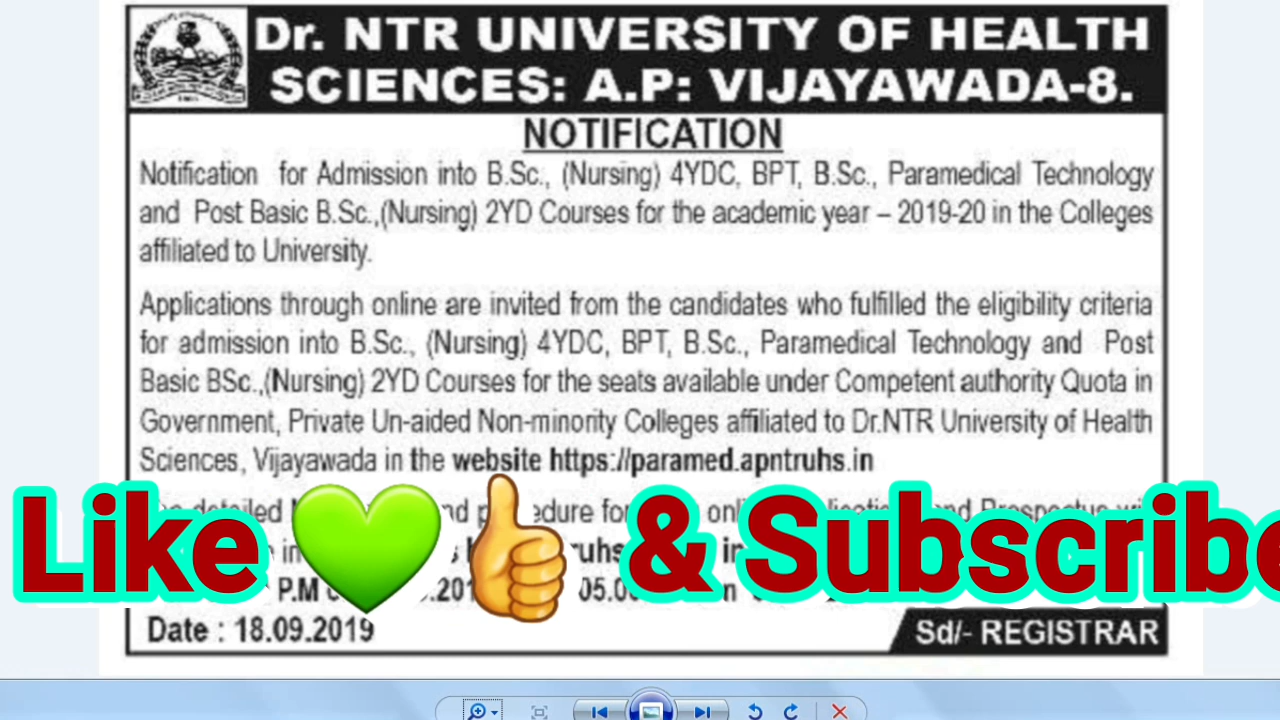 Dr. NTR UNIVERSITY OF HEALTH
SCIENCES: A.P: VIJAYAWADA-8.
NOTIFICATION
Notification for Admission into B.Sc., (Nursing) 4YDC, BPT, B.Sc., Paramedical Technology
and Post Basic B.Sc.,(Nursing) 2YD Courses for the academic year – 2019-20 in the Colleges
affiliated to University.
Applications through online are invited from the candidates who fulfilled the eligibility criteria
for admission into B.Sc., (Nursing) 4YDC, BPT, B.Sc., Paramedical Technology and Post
Basic BSc.,(Nursing) 2YD Courses for the seats available under Competent authority Quota in
Government, Private Un-aided Non-minority Colleges affiliated to Dr.NTR University of Health
Sciences, Vijayawada in the website https://paramed.apntruhs.in
detailed
Like & Subscribe
P.M
Date : 18.09.2019
Sd/- REGISTRAR